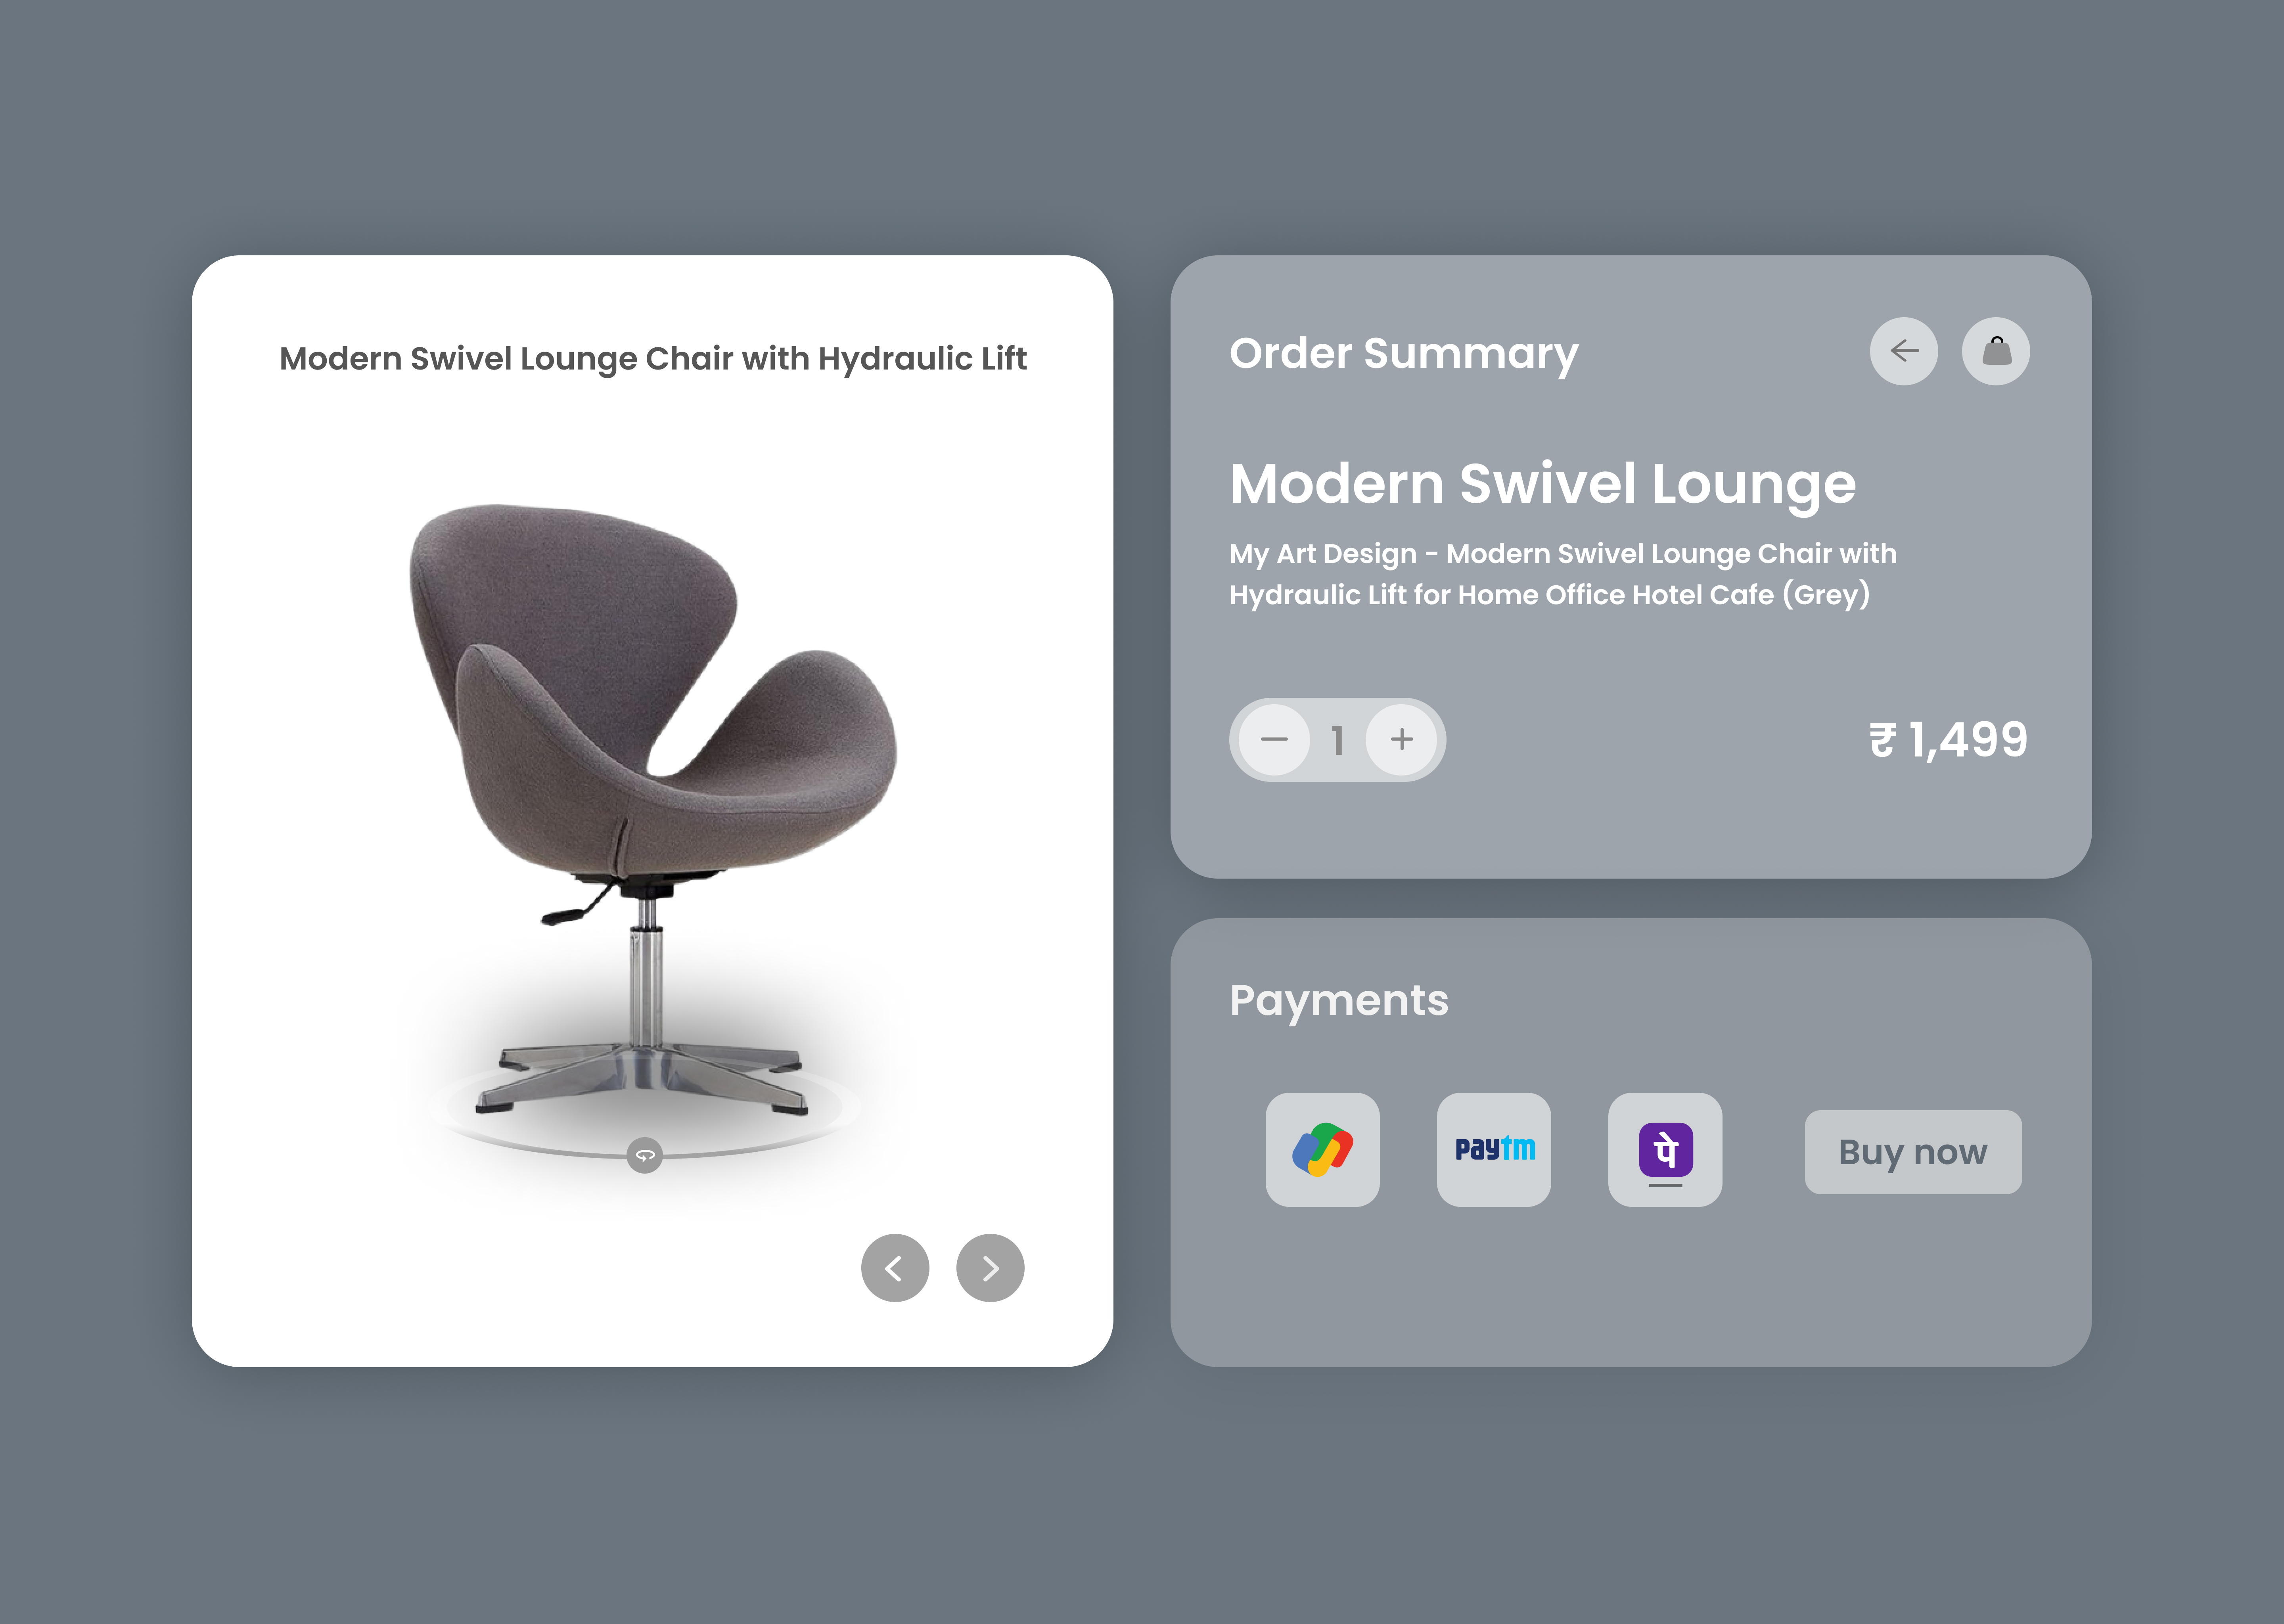 Modern Swivel Lounge Chair with Hydraulic Lift
Order Summary
Modern Swivel Lounge
My Art Design - Modern Swivel Lounge Chair with
Hydraulic Lift for Home Office Hotel Cafe (Grey)
1
₹ 1,499
Payments
paytm
पे
Buy now